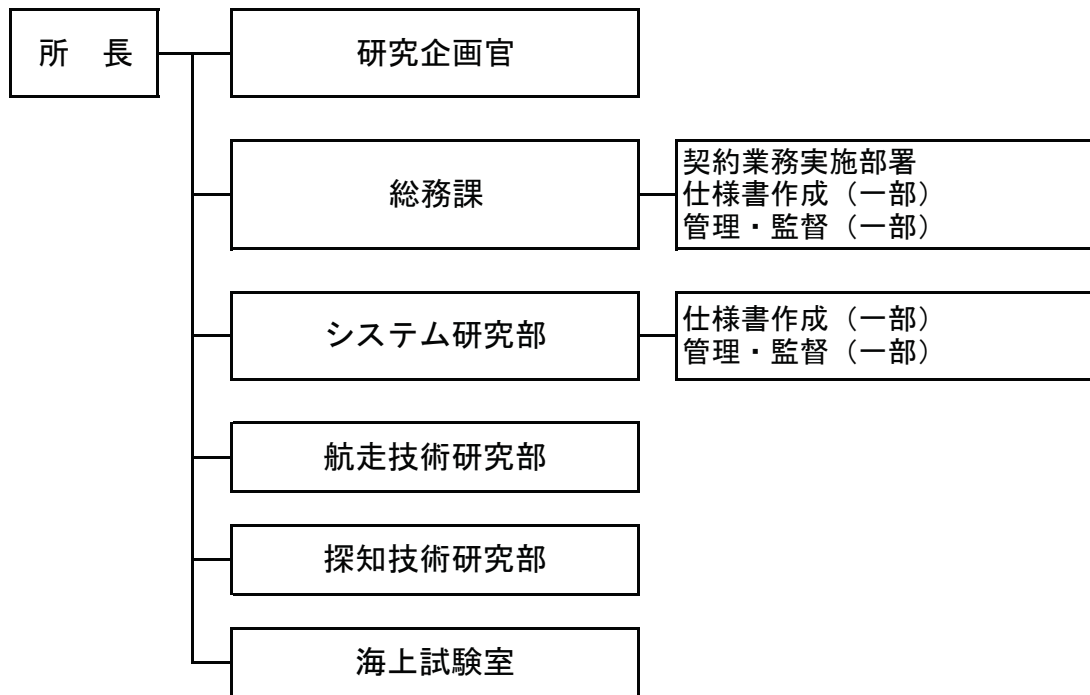 所　長
研究企画官
総務課
契約業務実施部署
仕様書作成（一部）
管理・監督（一部）
システム研究部
仕様書作成（一部）
管理・監督（一部）
航走技術研究部
探知技術研究部
海上試験室